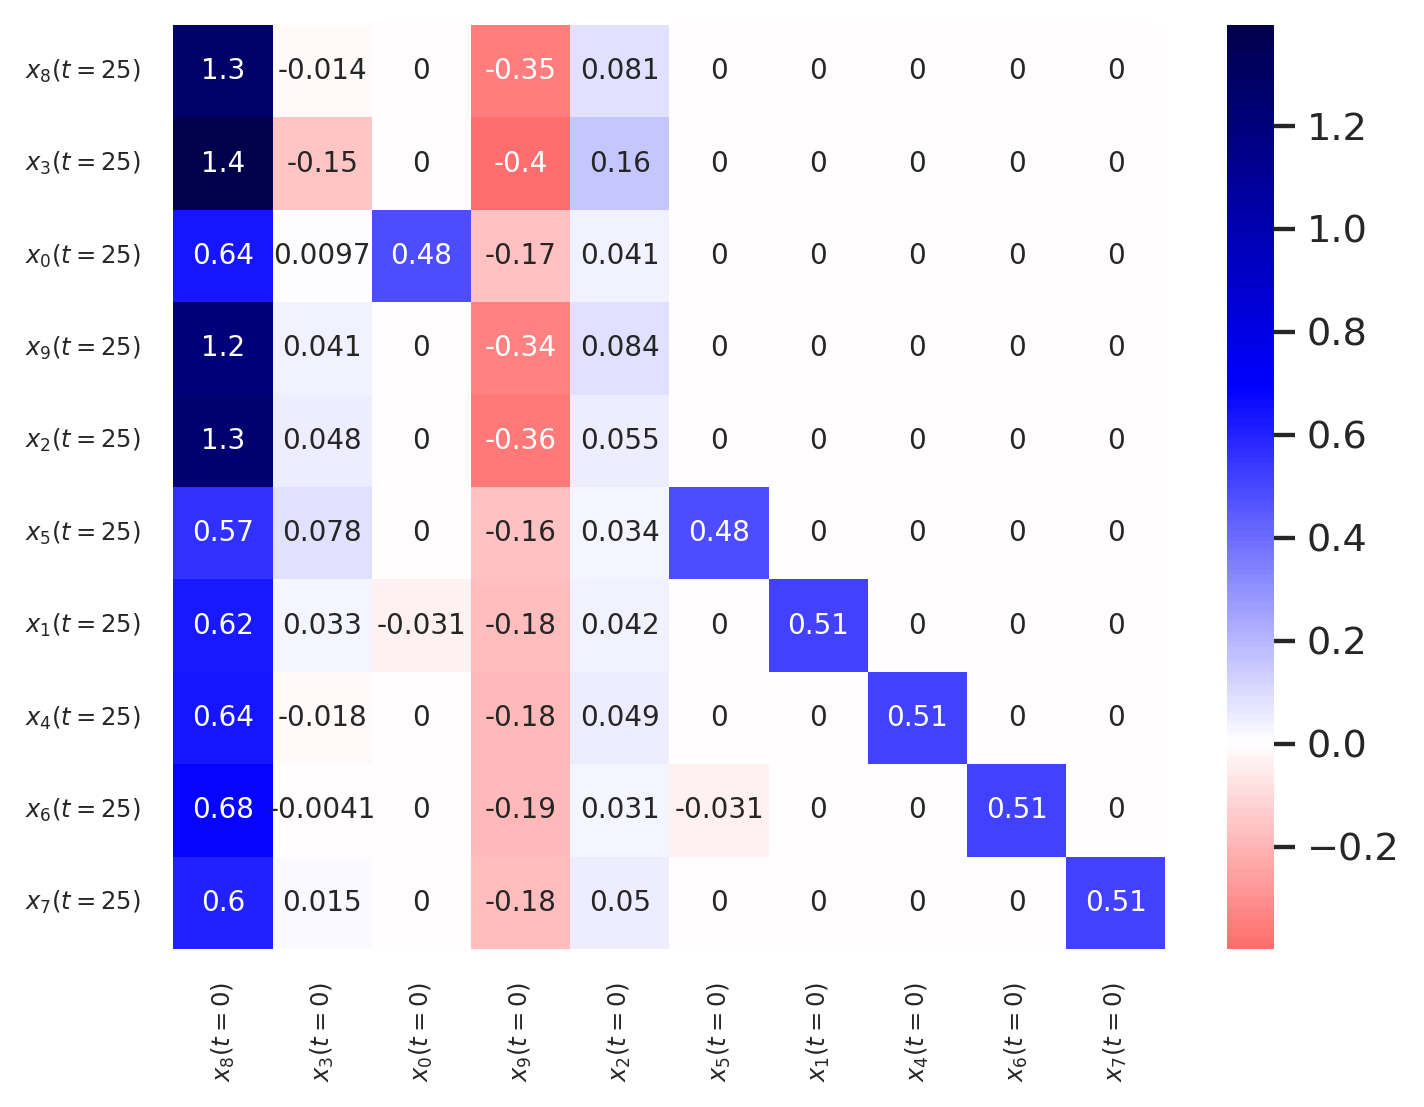 x₈(t = 25) 1.3 -0.014 0 -0.35 0.081 0 0 0 0 0
x₃(t = 25) 1.4 -0.15 0 -0.4 0.16 0 0 0 0 0
x₀(t = 25) 0.64 0.0097 0.48 -0.17 0.041 0 0 0 0 0
x₉(t = 25) 1.2 0.041 0 -0.34 0.084 0 0 0 0 0
x₂(t = 25) 1.3 0.048 0 -0.36 0.055 0 0 0 0 0
x₅(t = 25) 0.57 0.078 0 -0.16 0.034 0.48 0 0 0 0
x₁(t = 25) 0.62 0.033 -0.031 -0.18 0.042 0 0.51 0 0 0
x₄(t = 25) 0.64 -0.018 0 -0.18 0.049 0 0 0.51 0 0
x₆(t = 25) 0.68 -0.0041 0 -0.19 0.031 -0.031 0 0 0.51 0
x₇(t = 25) 0.6 0.015 0 -0.18 0.05 0 0 0 0 0.51
x₈(t = 0) x₃(t = 0) x₀(t = 0) x₉(t = 0) x₂(t = 0) x₅(t = 0) x₁(t = 0) x₄(t = 0) x₆(t = 0) x₇(t = 0)
1.2
1.0
0.8
0.6
0.4
0.2
0.0
−0.2